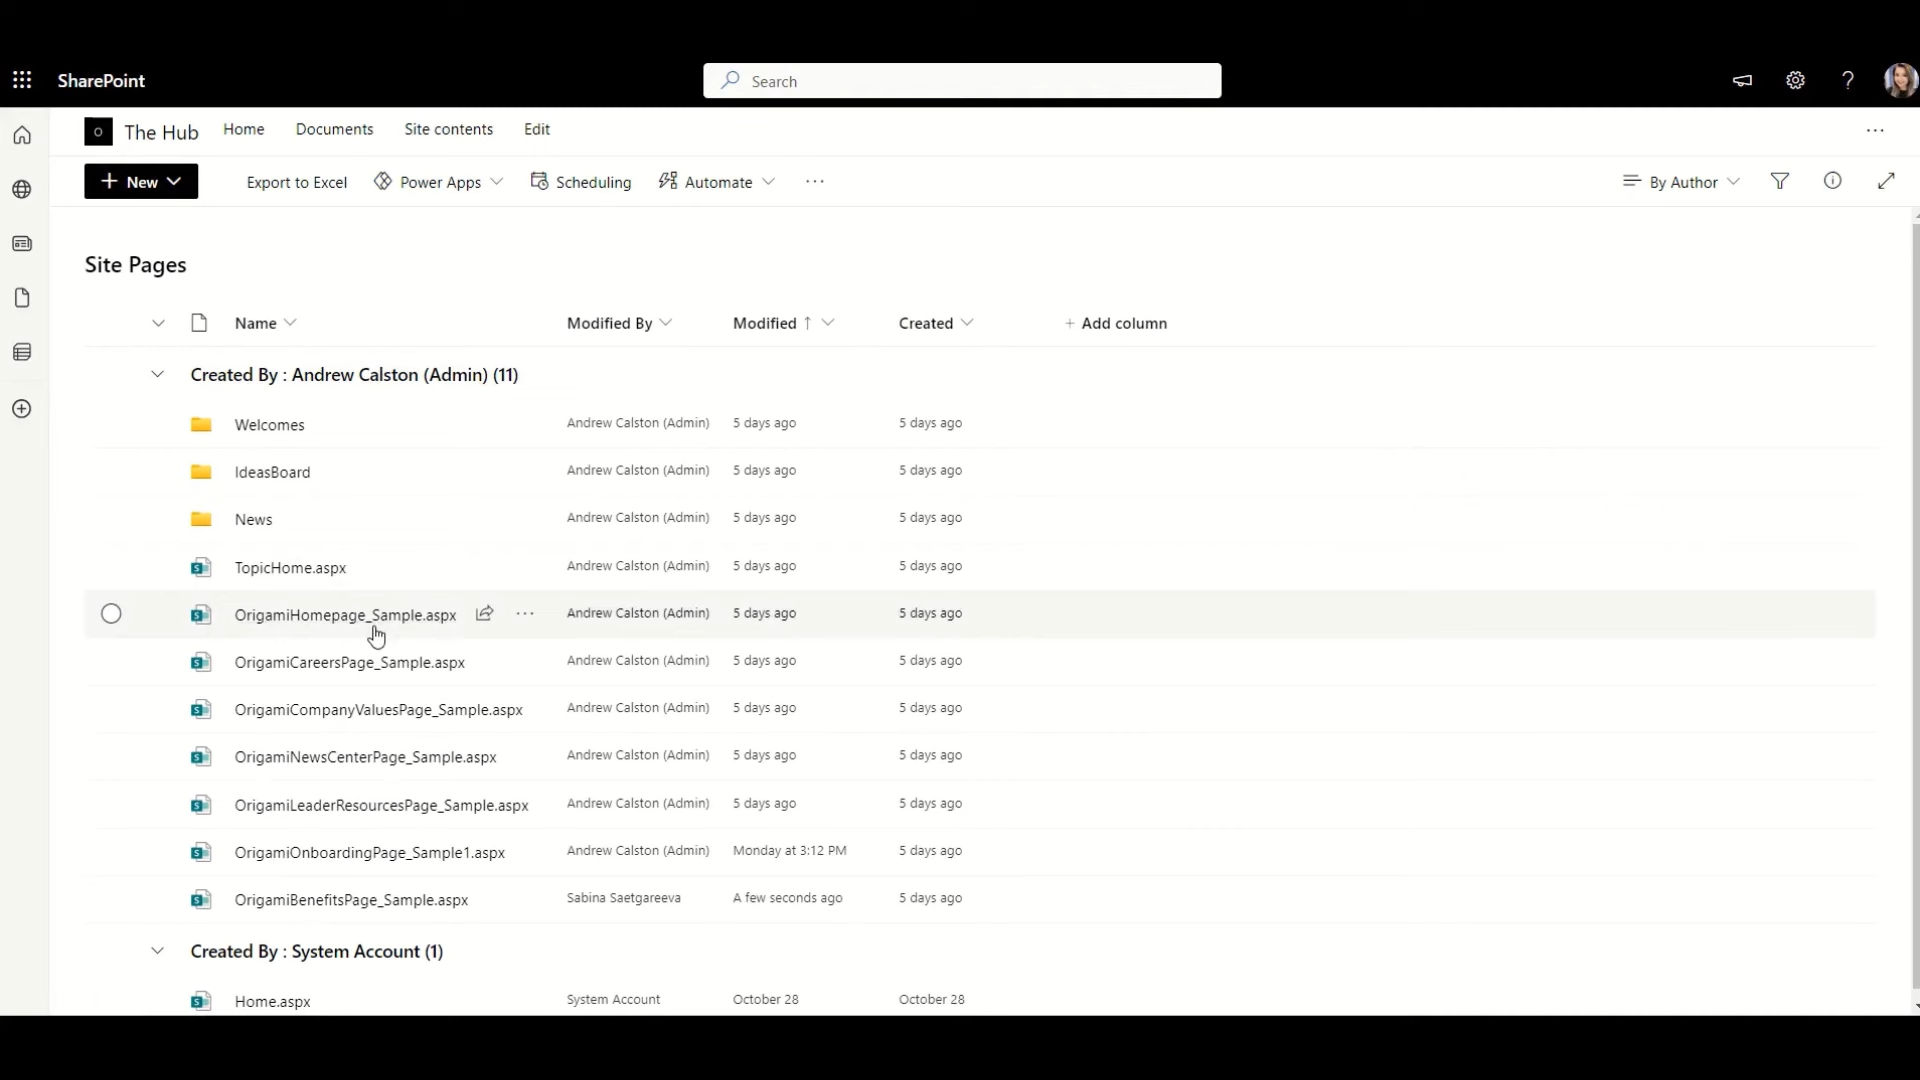 SharePoint
Search
O The Hub Home Documents Site contents Edit
+ New Export to Excel Power Apps Scheduling Automate ... By Author
Site Pages
Name Modified By Modified ↑ Created + Add column
Created By : Andrew Calston (Admin) (11)
Welcomes Andrew Calston (Admin) 5 days ago 5 days ago
IdeasBoard Andrew Calston (Admin) 5 days ago 5 days ago
News Andrew Calston (Admin) 5 days ago 5 days ago
TopicHome.aspx Andrew Calston (Admin) 5 days ago 5 days ago
OrigamiHomepage_Sample.aspx ... Andrew Calston (Admin) 5 days ago 5 days ago
OrigamiCareersPage_Sample.aspx Andrew Calston (Admin) 5 days ago 5 days ago
OrigamiCompanyValuesPage_Sample.aspx Andrew Calston (Admin) 5 days ago 5 days ago
OrigamiNewsCenterPage_Sample.aspx Andrew Calston (Admin) 5 days ago 5 days ago
OrigamiLeaderResourcesPage_Sample.aspx Andrew Calston (Admin) 5 days ago 5 days ago
OrigamiOnboardingPage_Sample1.aspx Andrew Calston (Admin) Monday at 3:12 PM 5 days ago
OrigamiBenefitsPage_Sample.aspx Sabina Saetgareeva A few seconds ago 5 days ago
Created By : System Account (1)
Home.aspx System Account October 28 October 28